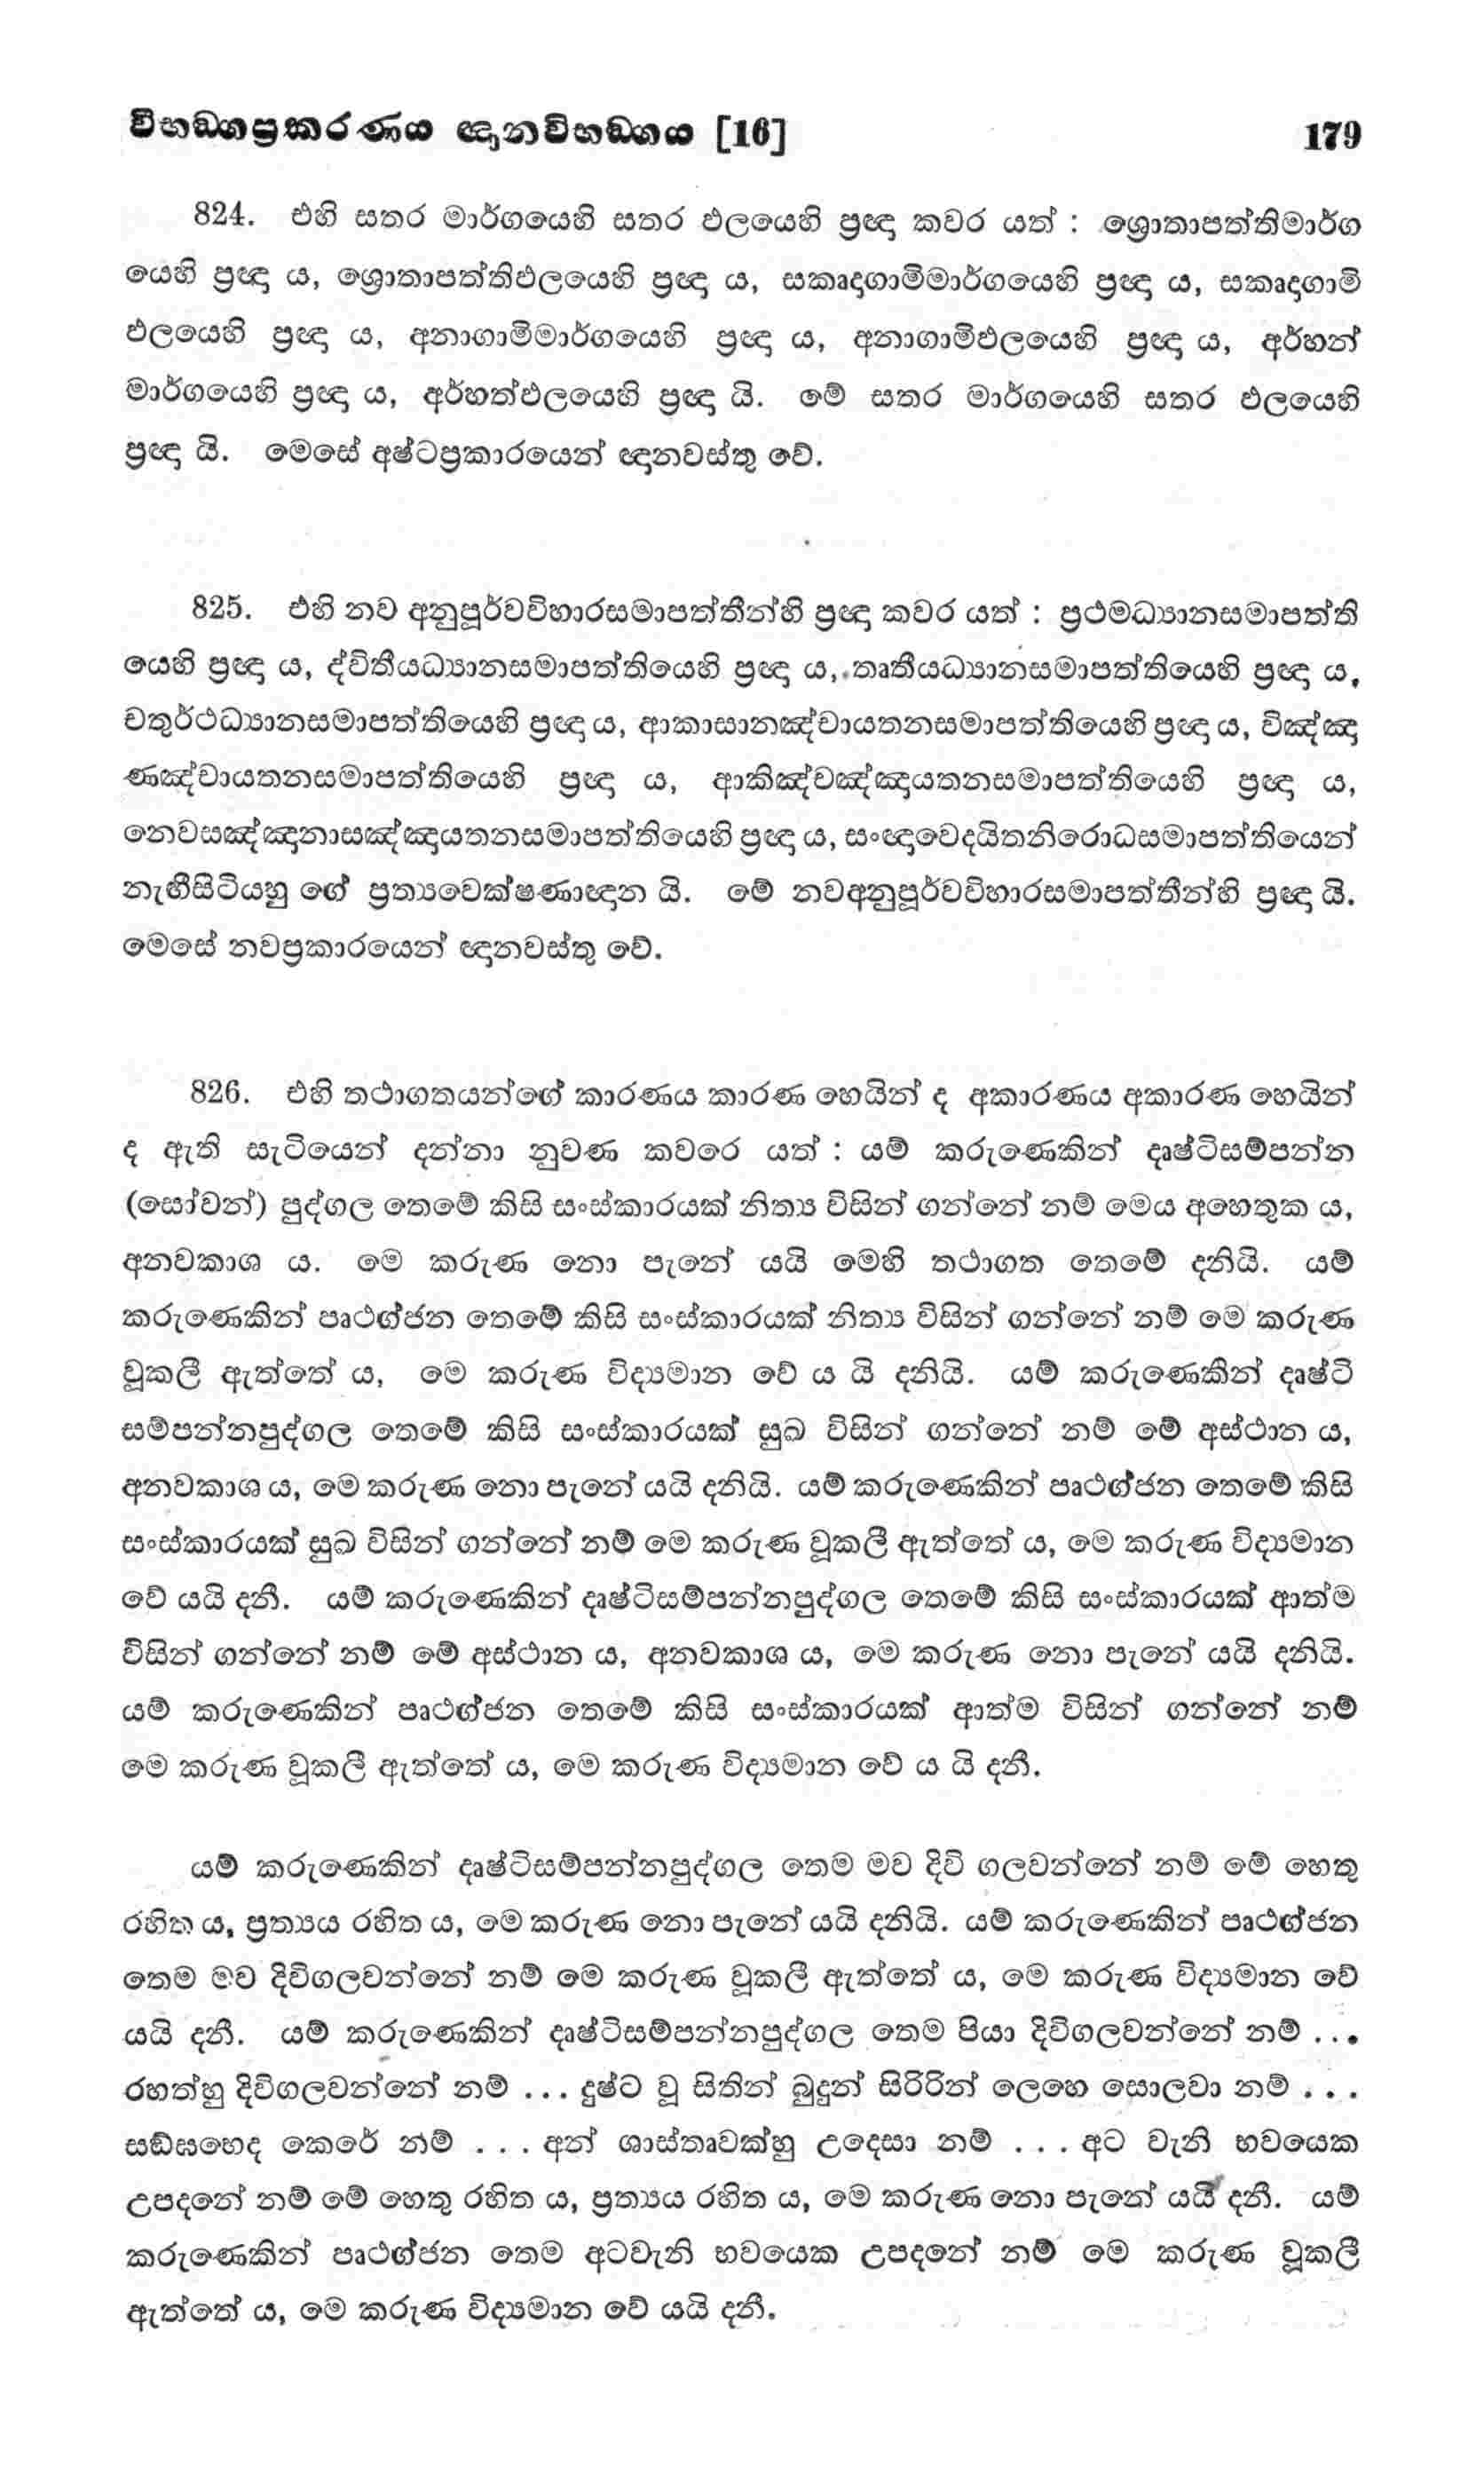 විභඞ්ගප්‍රකරණය ඥානවිභඞ්ගය [16] 179
824. එහි සතර මාර්ගයෙහි සතර ඵලයෙහි ප්‍රඥා කවර යත් : ශ්‍රොතාපත්තිමාර්ග
යෙහි ප්‍රඥා ය, ශ්‍රොතාපත්තිඵලයෙහි ප්‍රඥා ය, සකෘදාගාමිමාර්ගයෙහි ප්‍රඥා ය, සකෘදාගාමි
ඵලයෙහි ප්‍රඥා ය, අනාගාමිමාර්ගයෙහි ප්‍රඥා ය, අනාගාමිඵලයෙහි ප්‍රඥා ය, අර්හන්
මාර්ගයෙහි ප්‍රඥා ය, අර්හත්ඵලයෙහි ප්‍රඥා යි. මේ සතර මාර්ගයෙහි සතර ඵලයෙහි
ප්‍රඥා යි. මෙසේ අෂ්ටප්‍රකාරයෙන් ඥානවස්තු වේ.
825. එහි නව අනුපූර්වවිහාරසමාපත්තීන්හි ප්‍රඥා කවර යත් : ප්‍රථමධ්‍යානසමාපත්ති
යෙහි ප්‍රඥා ය, ද්විතීයධ්‍යානසමාපත්තියෙහි ප්‍රඥා ය, තෘතීයධ්‍යානසමාපත්තියෙහි ප්‍රඥා ය,
චතුර්ථධ්‍යානසමාපත්තියෙහි ප්‍රඥා ය, ආකාසානඤ්චායතනසමාපත්තියෙහි ප්‍රඥා ය, විඤ්ඤා
ණඤ්චායතනසමාපත්තියෙහි ප්‍රඥා ය, ආකිඤ්චඤ්ඤායතනසමාපත්තියෙහි ප්‍රඥා ය,
නෙවසඤ්ඤානාසඤ්ඤායතනසමාපත්තියෙහි ප්‍රඥා ය, සංඥාවෙදයිතනිරොධසමාපත්තියෙන්
නැඟීසිටියහු ගේ ප්‍රත්‍යවෙක්ෂණාඥාන යි. මේ නවඅනුපූර්වවිහාරසමාපත්තීන්හි ප්‍රඥා යි.
මෙසේ නවප්‍රකාරයෙන් ඥානවස්තු වේ.
826. එහි තථාගතයන්ගේ කාරණය කාරණ හෙයින් ද අකාරණය අකාරණ හෙයින්
ද ඇති සැටියෙන් දන්නා නුවණ කවරෙ යත් : යම් කරුණෙකින් දෘෂ්ටිසම්පන්න
(සෝවන්) පුද්ගල තෙමේ කිසි සංස්කාරයක් නිත්‍ය විසින් ගන්නේ නම් මෙය අහෙතුක ය,
අනවකාශ ය. මෙ කරුණ නො පැනේ යයි මෙහි තථාගත තෙමේ දනියි. යම්
කරුණෙකින් පෘථග්ජන තෙමේ කිසි සංස්කාරයක් නිත්‍ය විසින් ගන්නේ නම් මෙ කරුණ
වූකලී ඇත්තේ ය, මෙ කරුණ විද්‍යමාන වේ ය යි දනියි. යම් කරුණෙකින් දෘෂ්ටි
සම්පන්නපුද්ගල තෙමේ කිසි සංස්කාරයක් සුඛ විසින් ගන්නේ නම් මේ අස්ථාන ය,
අනවකාශ ය, මෙ කරුණ නො පැනේ යයි දනියි. යම් කරුණෙකින් පෘථග්ජන තෙමේ කිසි
සංස්කාරයක් සුඛ විසින් ගන්නේ නම් මෙ කරුණ වූකලී ඇත්තේ ය, මෙ කරුණ විද්‍යමාන
වේ යයි දනී. යම් කරුණෙකින් දෘෂ්ටිසම්පන්නපුද්ගල තෙමේ කිසි සංස්කාරයක් ආත්ම
විසින් ගන්නේ නම් මේ අස්ථාන ය, අනවකාශ ය, මෙ කරුණ නො පැනේ යයි දනියි.
යම් කරුණෙකින් පෘථග්ජන තෙමේ කිසි සංස්කාරයක් ආත්ම විසින් ගන්නේ නම්
මෙ කරුණ වූකලී ඇත්තේ ය, මෙ කරුණ විද්‍යමාන වේ ය යි දනී.
යම් කරුණෙකින් දෘෂ්ටිසම්පන්නපුද්ගල තෙම මව දිවි ගලවන්නේ නම් මේ හෙතු
රහිත ය, ප්‍රත්‍යය රහිත ය, මෙ කරුණ නො පැනේ යයි දනියි. යම් කරුණෙකින් පෘථග්ජන
තෙම මව දිවිගලවන්නේ නම් මෙ කරුණ වූකලී ඇත්තේ ය, මෙ කරුණ විද්‍යමාන වේ
යයි දනී. යම් කරුණෙකින් දෘෂ්ටිසම්පන්නපුද්ගල තෙම පියා දිවිගලවන්නේ නම් ...
රහත්හු දිවිගලවන්නේ නම් ... දුෂ්ට වූ සිතින් බුදුන් සිරිරින් ලෙහෙ සොලවා නම් ...
සඞ්ඝභෙද කෙරේ නම් ... අන් ශාස්තෘවක්හු උදෙසා නම් ... අට වැනි භවයෙක
උපදනේ නම් මේ හෙතු රහිත ය, ප්‍රත්‍යය රහිත ය, මෙ කරුණ නො පැනේ යයි දනී. යම්
කරුණෙකින් පෘථග්ජන තෙම අටවැනි භවයෙක උපදනේ නම් මෙ කරුණ වූකලී
ඇත්තේ ය, මෙ කරුණ විද්‍යමාන වේ යයි දනී.